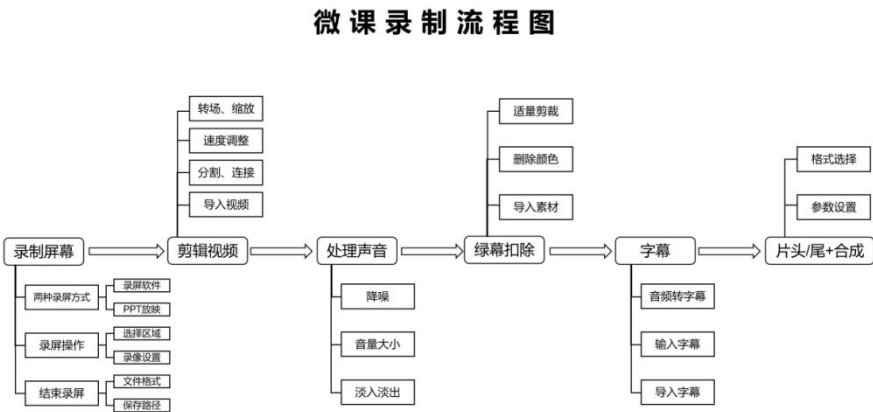 微课录制流程图
转场、缩放
速度调整
分割、连接
导入视频
适量剪裁
删除颜色
导入素材
格式选择
参数设置
录制屏幕
剪辑视频
处理声音
绿幕扣除
字幕
片头/尾+合成
两种录屏方式
录屏软件
PPT放映
录屏操作
选择区域
录像设置
结束录屏
文件格式
保存路径
降噪
音量大小
淡入淡出
音频转字幕
输入字幕
导入字幕